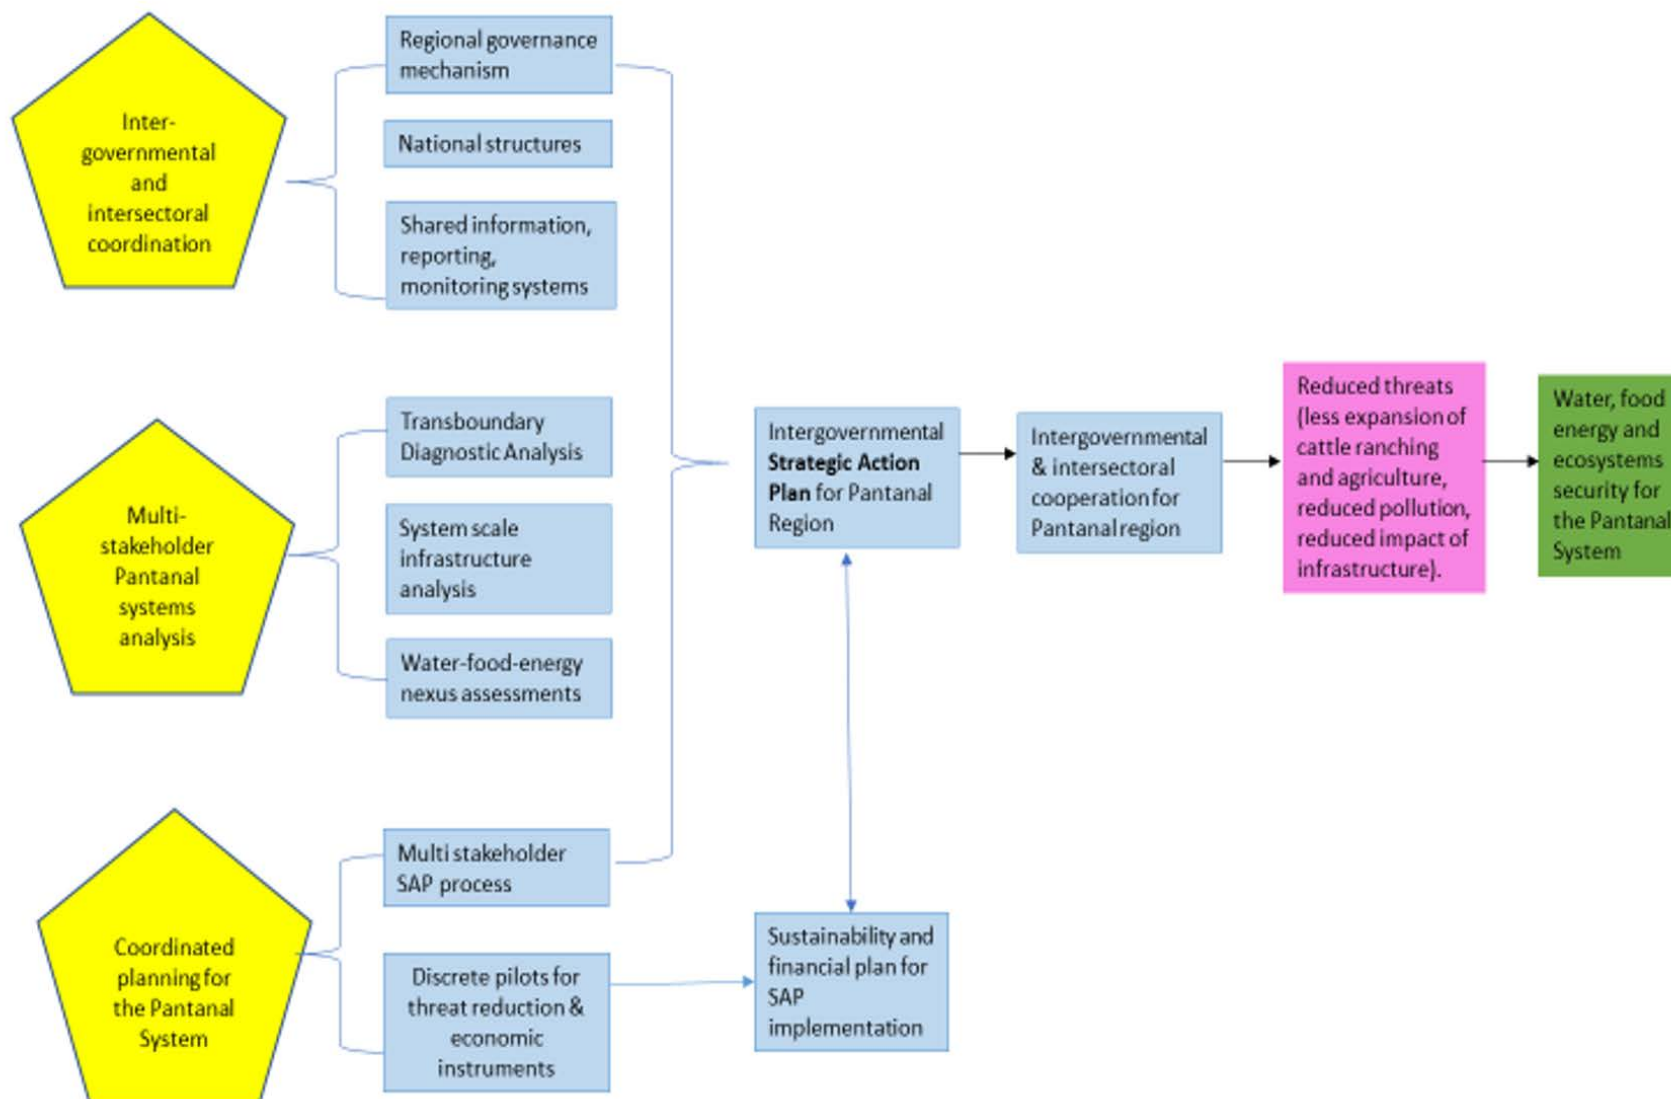 Inter-
governmental
and
intersectoral
coordination
Regional governance
mechanism
National structures
Shared information,
reporting,
monitoring systems
Multi-
stakeholder
Pantanal
systems
analysis
Transboundary
Diagnostic Analysis
System scale
infrastructure
analysis
Water-food-energy
nexus assessments
Coordinated
planning for
the Pantanal
System
Multi stakeholder
SAP process
Discrete pilots for
threat reduction &
economic
instruments
Intergovernmental
Strategic Action
Plan for Pantanal
Region
Sustainability and
financial plan for
SAP
implementation
Intergovernmental
& intersectoral
cooperation for
Pantanal region
Reduced threats
(less expansion of
cattle ranching
and agriculture,
reduced pollution,
reduced impact of
infrastructure).
Water, food
energy and
ecosystems
security for
the Pantanal
System